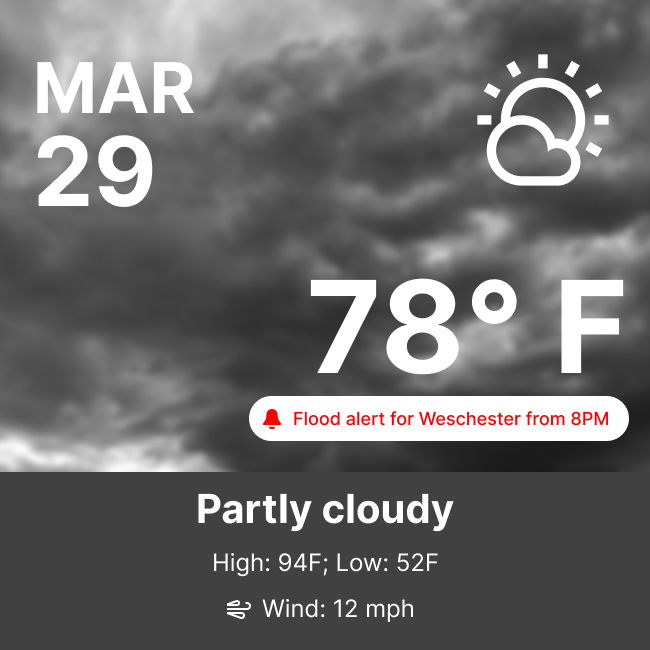 MAR
29
78° F
Flood alert for Weschester from 8PM
Partly cloudy
High: 94F; Low: 52F
Wind: 12 mph